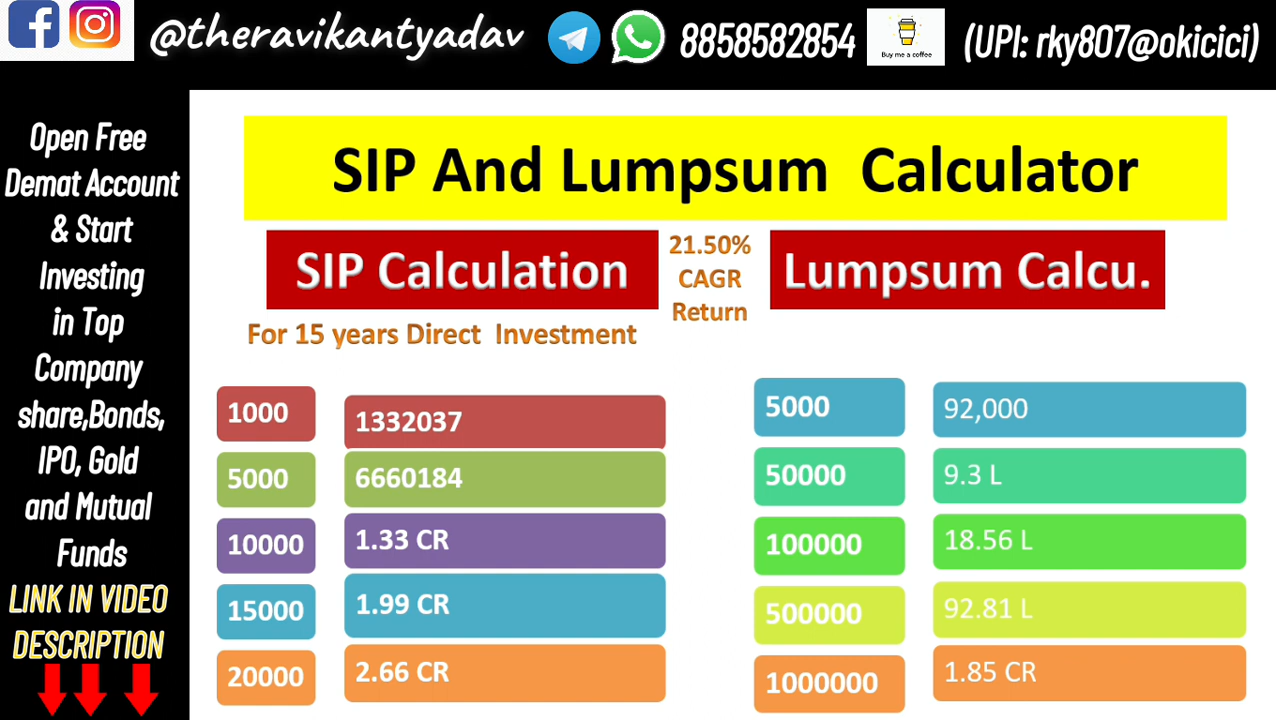 @theravikantyadav
8858582854
Buy me a coffee
(UPI: rky807@okicici)
Open Free
Demat Account
& Start
Investing
in Top
Company
share,Bonds,
IPO, Gold
and Mutual
Funds
LINK IN VIDEO
DESCRIPTION
SIP And Lumpsum Calculator
SIP Calculation
21.50%
CAGR
Return
Lumpsum Calcu.
For 15 years Direct Investment
1000 1332037
5000 6660184
10000 1.33 CR
15000 1.99 CR
20000 2.66 CR
5000 92,000
50000 9.3 L
100000 18.56 L
500000 92.81 L
1000000 1.85 CR